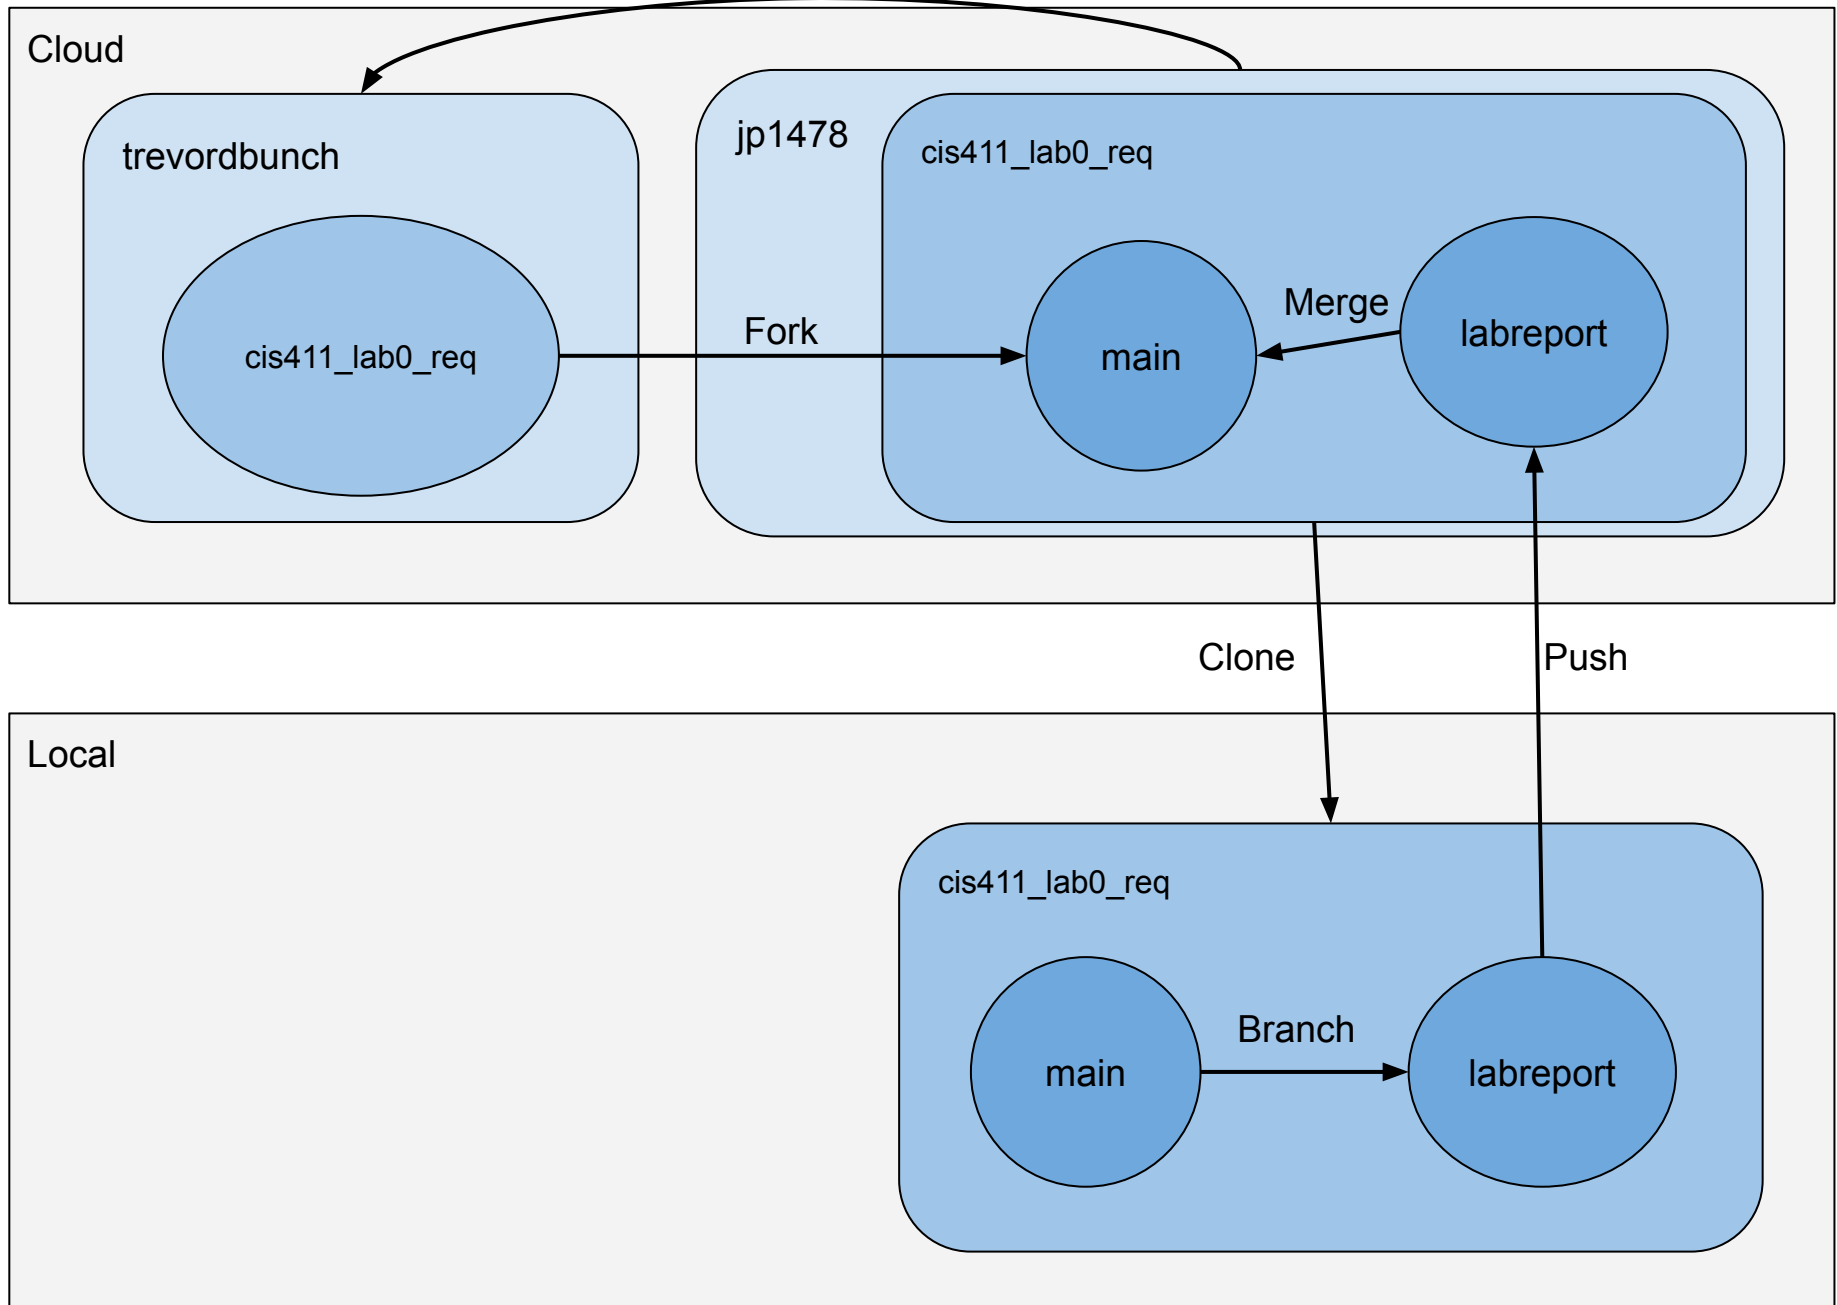 Cloud
trevordbunch
jp1478
cis411_lab0_req
cis411_lab0_req
Fork
main
Merge
labreport
Clone
Push
Local
cis411_lab0_req
main
Branch
labreport